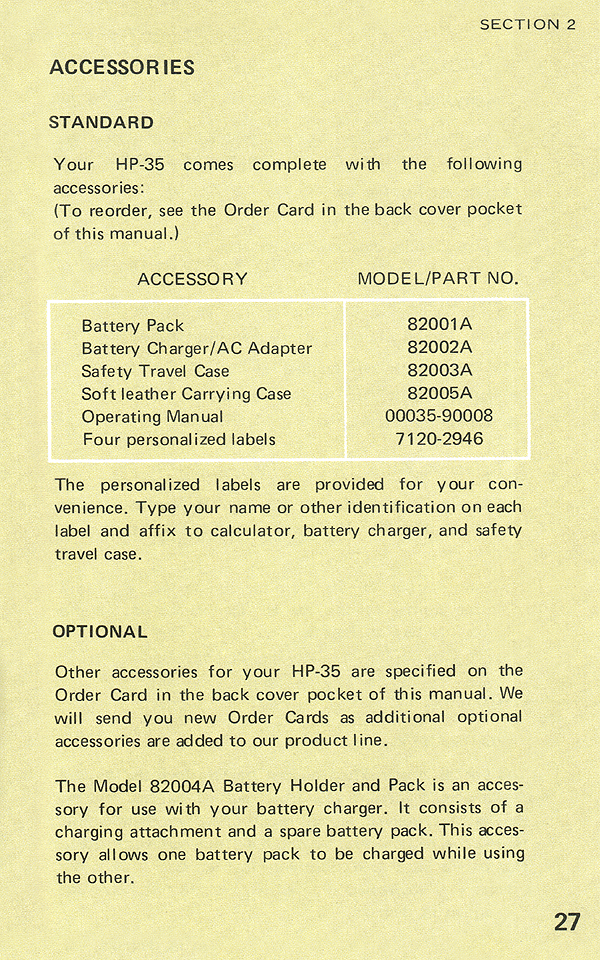 SECTION 2
ACCESSORIES
STANDARD
Your HP-35 comes complete with the following
accessories:
(To reorder, see the Order Card in the back cover pocket
of this manual.)
ACCESSORY MODEL/PART NO.
Battery Pack 82001A
Battery Charger/AC Adapter 82002A
Safety Travel Case 82003A
Soft leather Carrying Case 82005A
Operating Manual 00035-90008
Four personalized labels 7120-2946
The personalized labels are provided for your con-
venience. Type your name or other identification on each
label and affix to calculator, battery charger, and safety
travel case.
OPTIONAL
Other accessories for your HP-35 are specified on the
Order Card in the back cover pocket of this manual. We
will send you new Order Cards as additional optional
accessories are added to our product line.
The Model 82004A Battery Holder and Pack is an acces-
sory for use with your battery charger. It consists of a
charging attachment and a spare battery pack. This acces-
sory allows one battery pack to be charged while using
the other.
27